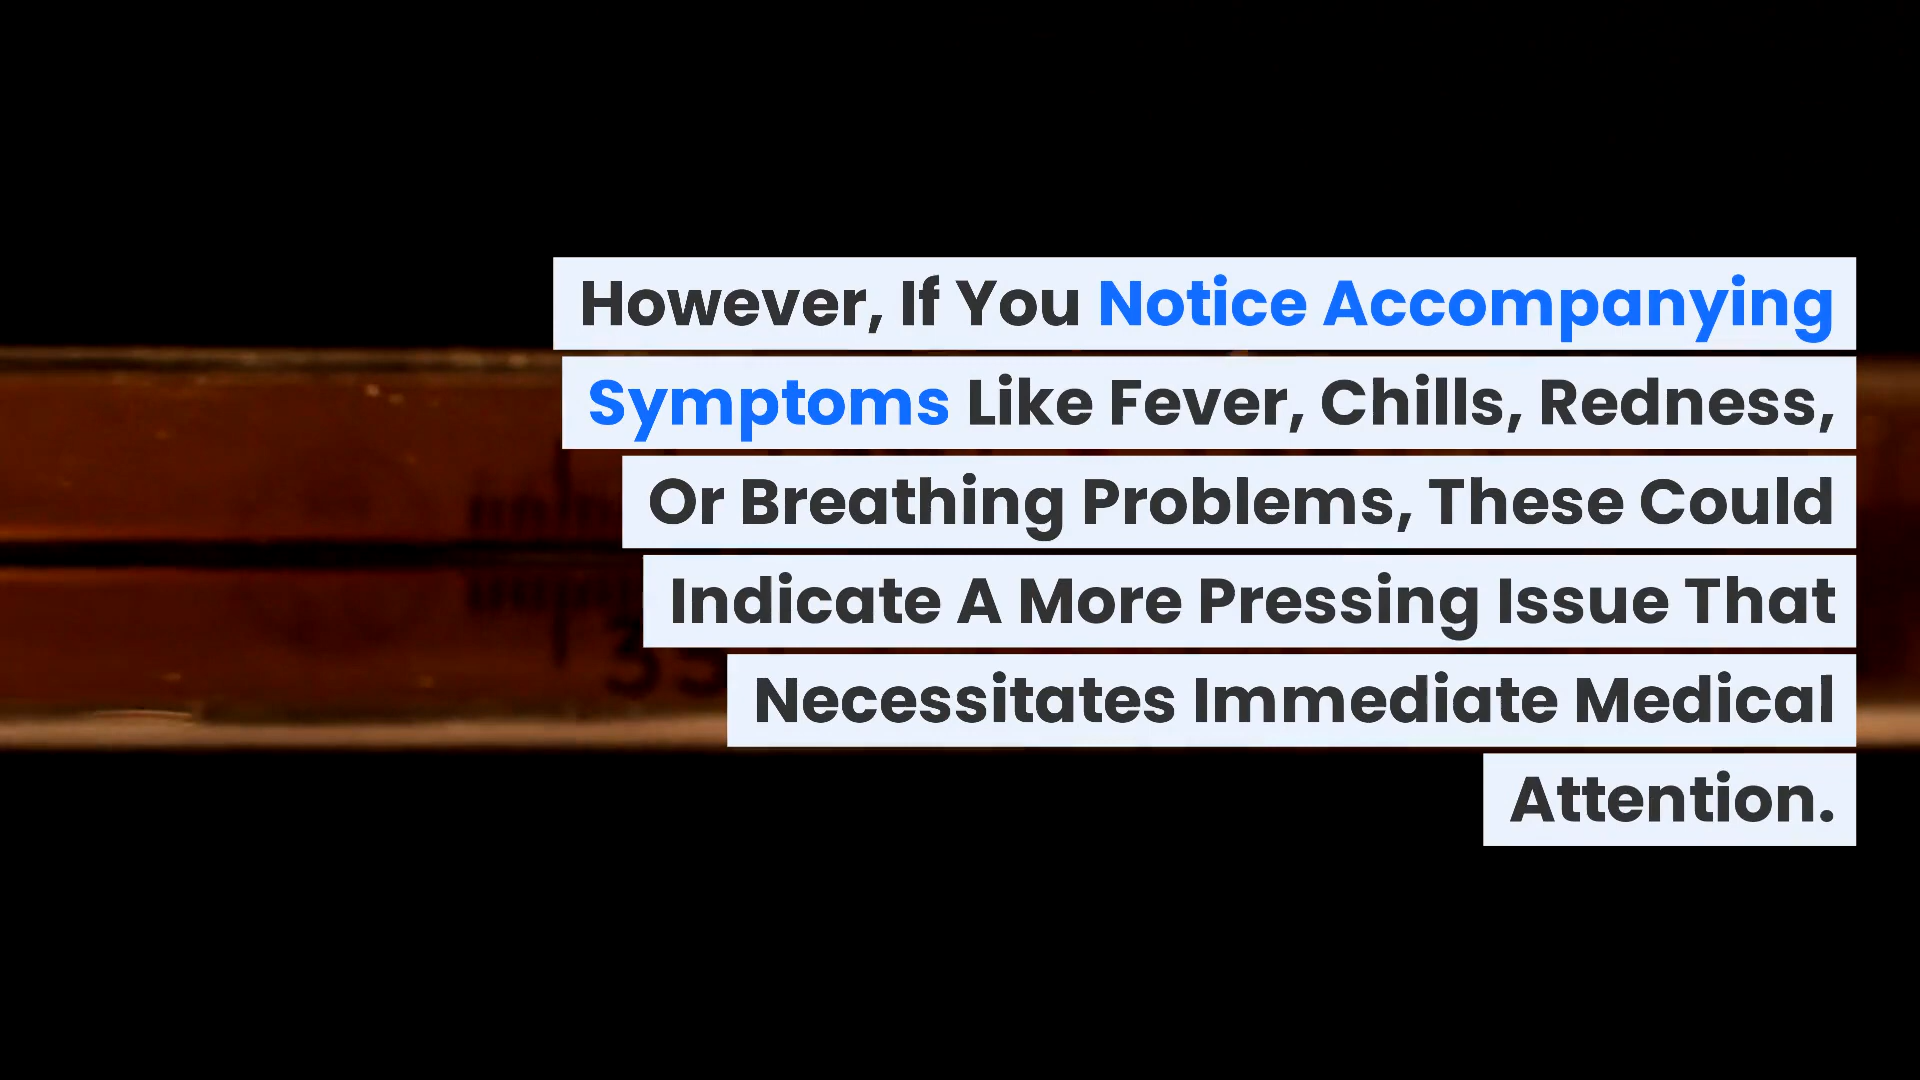 However, If You Notice Accompanying
Symptoms Like Fever, Chills, Redness,
Or Breathing Problems, These Could
Indicate A More Pressing Issue That
Necessitates Immediate Medical
Attention.
35